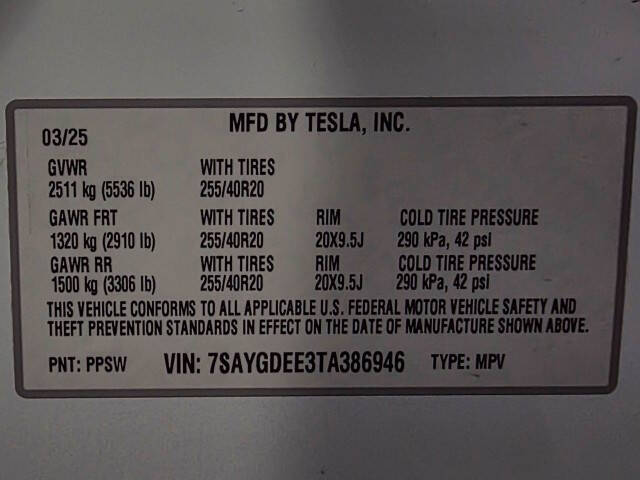 MFD BY TESLA, INC.
03/25
GVWR WITH TIRES
2511 kg (5536 lb) 255/40R20
GAWR FRT WITH TIRES RIM COLD TIRE PRESSURE
1320 kg (2910 lb) 255/40R20 20X9.5J 290 kPa, 42 psi
GAWR RR WITH TIRES RIM COLD TIRE PRESSURE
1500 kg (3306 lb) 255/40R20 20X9.5J 290 kPa, 42 psi
THIS VEHICLE CONFORMS TO ALL APPLICABLE U.S. FEDERAL MOTOR VEHICLE SAFETY AND
THEFT PREVENTION STANDARDS IN EFFECT ON THE DATE OF MANUFACTURE SHOWN ABOVE.
PNT: PPSW VIN: 7SAYGDEE3TA386946 TYPE: MPV